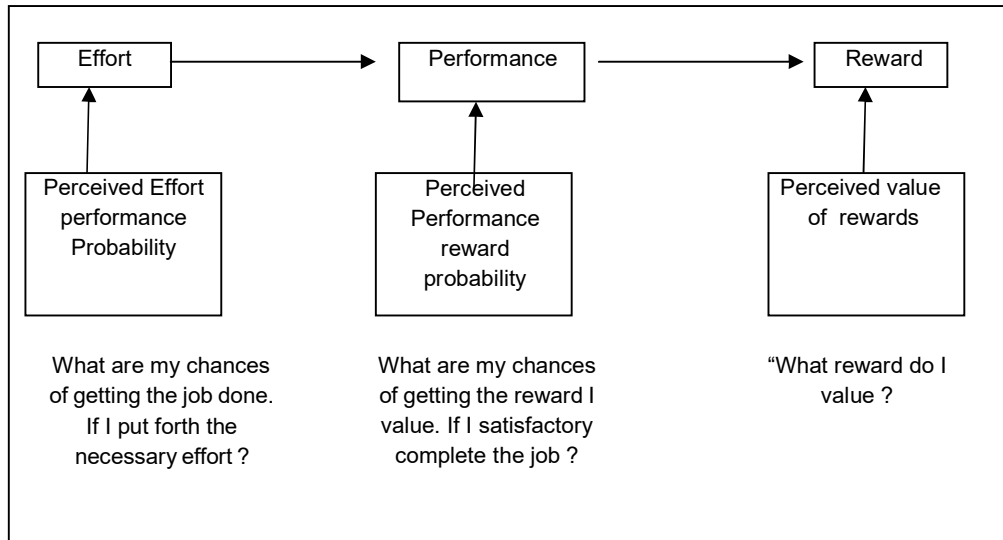 Effort
Performance
Reward
Perceived Effort
performance
Probability
Perceived
Performance
reward
probability
Perceived value
of rewards
What are my chances
of getting the job done.
If I put forth the
necessary effort ?
What are my chances
of getting the reward I
value. If I satisfactory
complete the job ?
“What reward do I
value ?